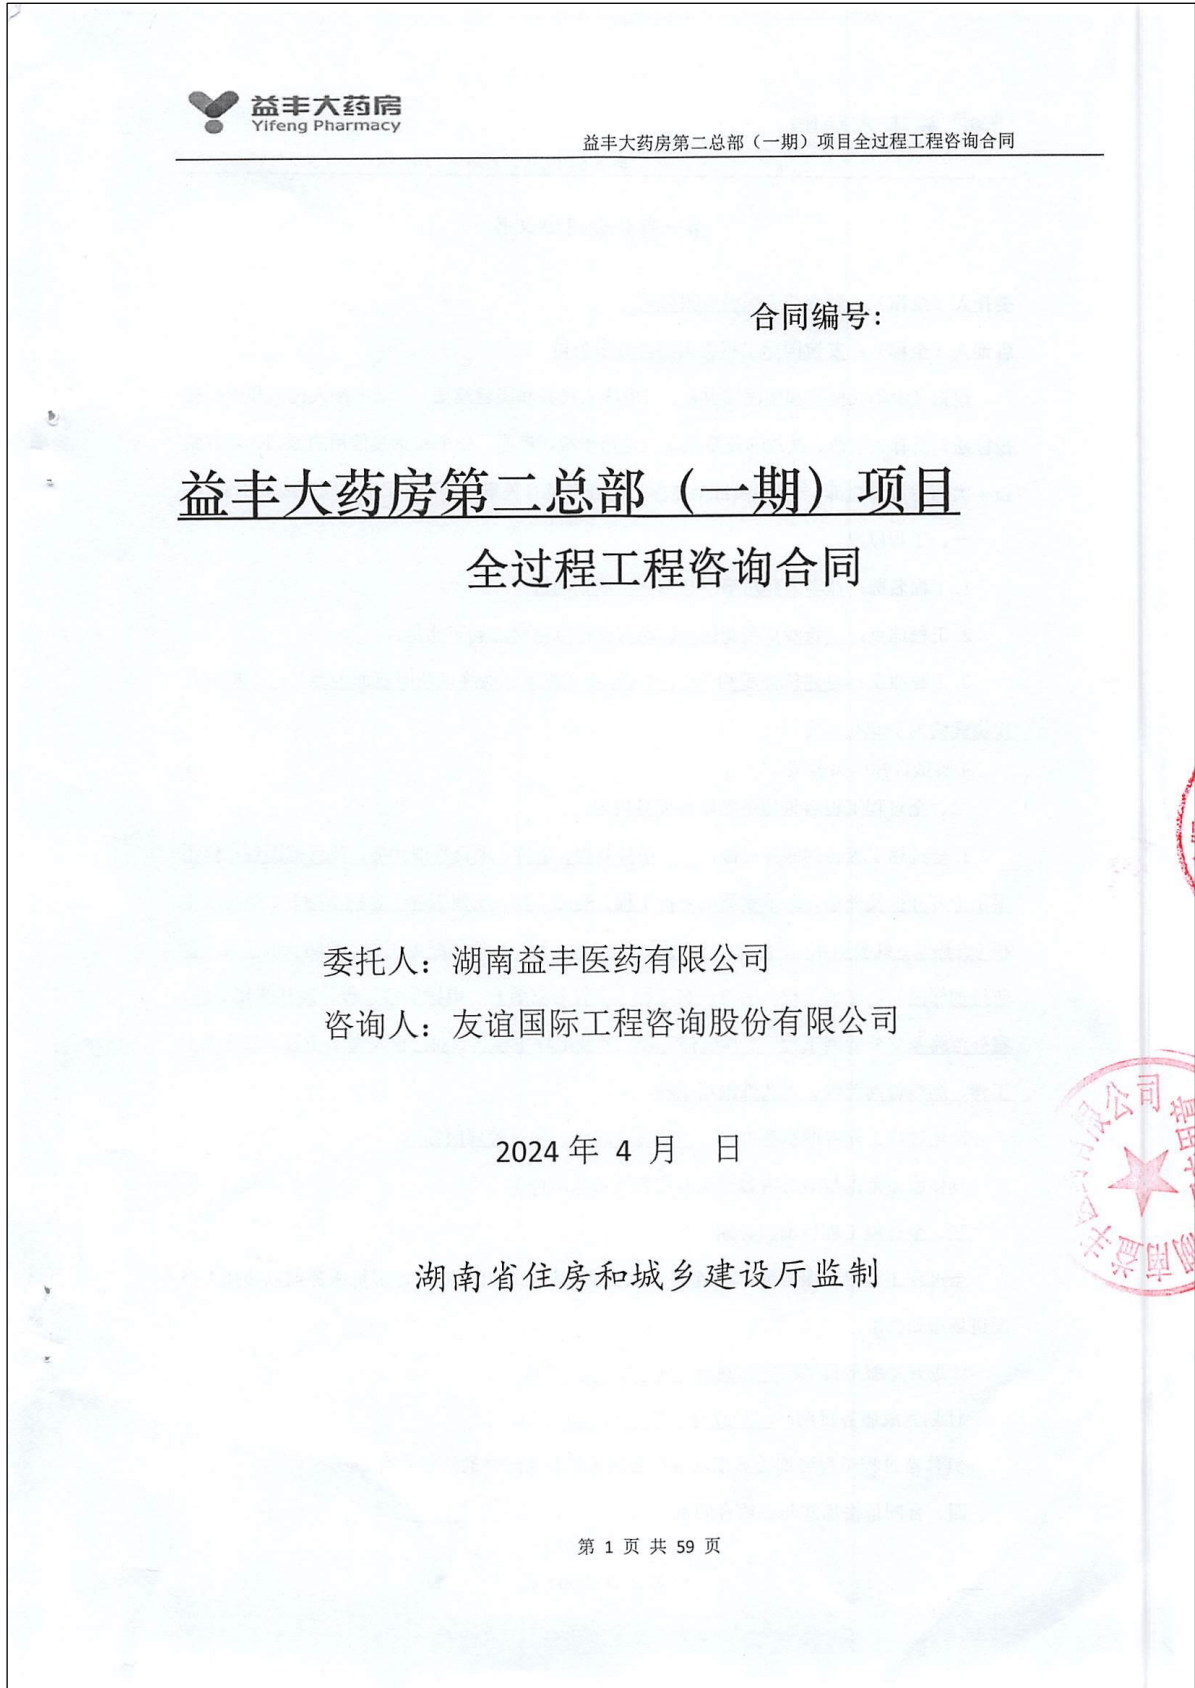 益丰大药房
Yifeng Pharmacy
益丰大药房第二总部（一期）项目全过程工程咨询合同
合同编号：
益丰大药房第二总部（一期）项目
全过程工程咨询合同
委托人：湖南益丰医药有限公司
咨询人：友谊国际工程咨询股份有限公司
2024 年 4 月 日
湖南省住房和城乡建设厅监制
第 1 页 共 59 页